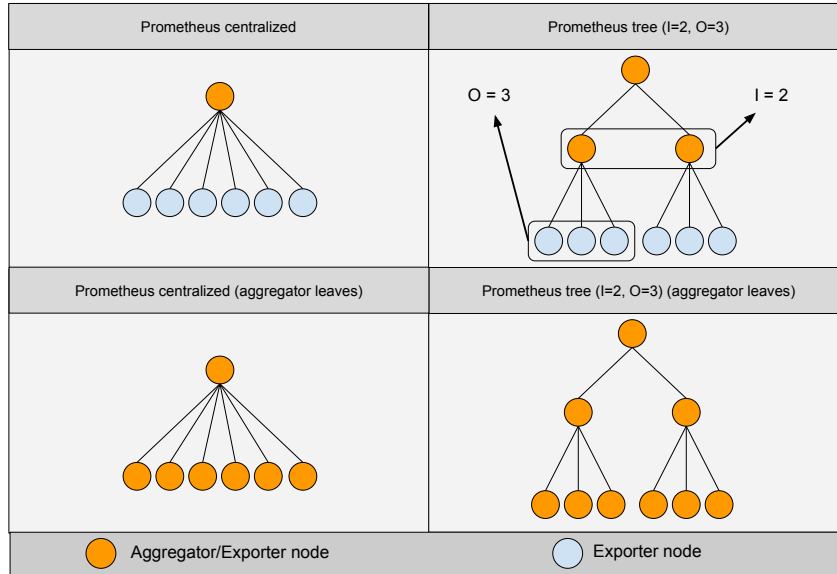 Prometheus centralized
Prometheus tree (I=2, O=3)
O = 3
I = 2
Prometheus centralized (aggregator leaves)
Prometheus tree (I=2, O=3) (aggregator leaves)
Aggregator/Exporter node
Exporter node